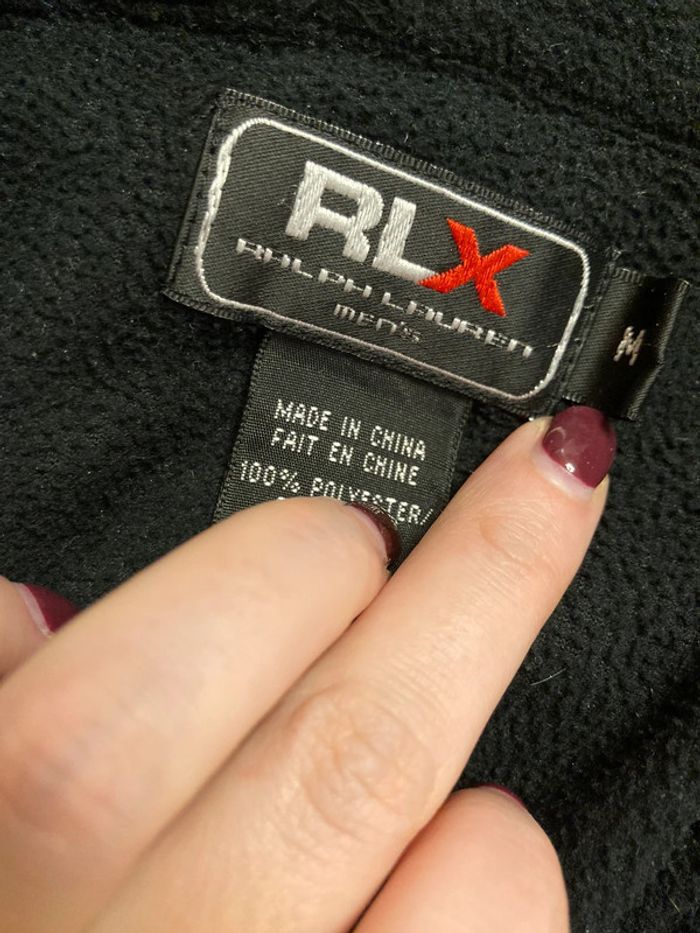 RLX
RALPH LAUREN
men's
M
MADE IN CHINA
FAIT EN CHINE
100% POLYESTER/